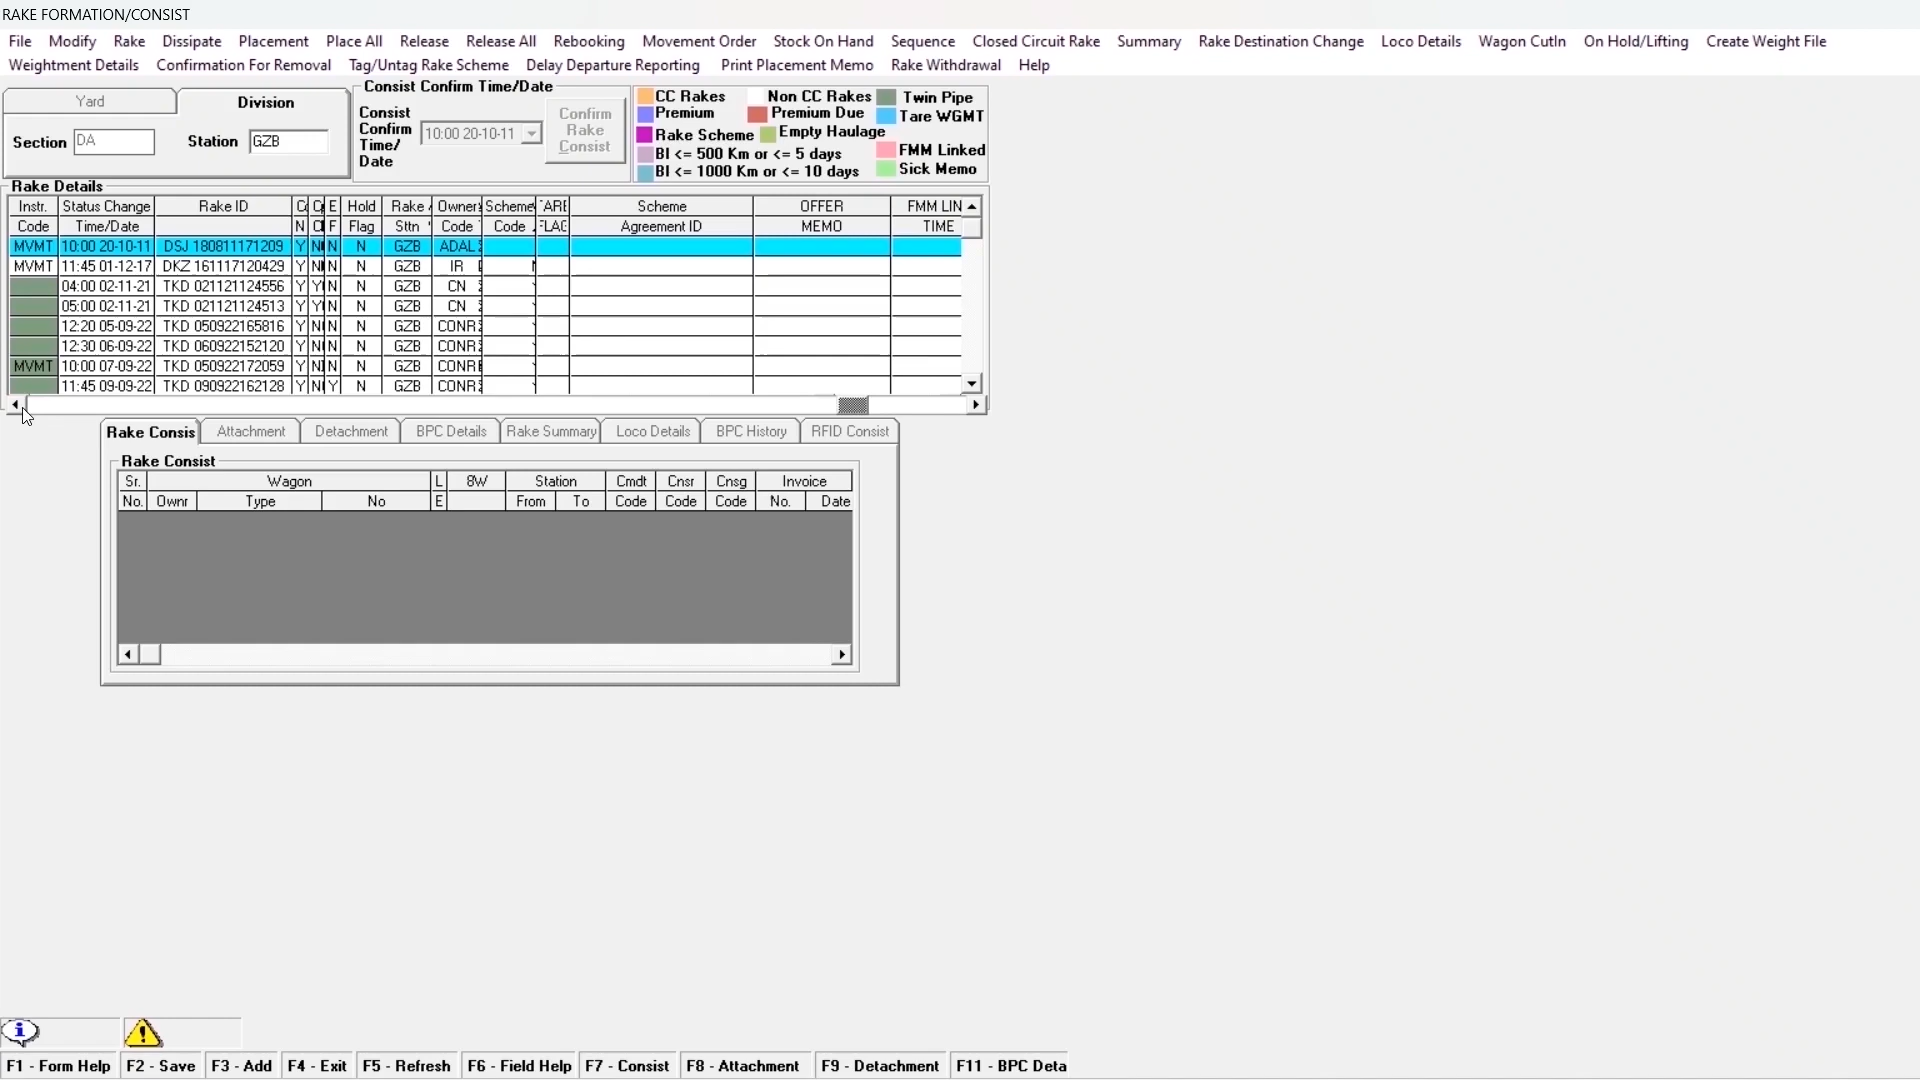 RAKE FORMATION/CONSIST
File Modify Rake Dissipate Placement Place All Release Release All Rebooking Movement Order Stock On Hand Sequence Closed Circuit Rake Summary Rake Destination Change Loco Details Wagon CutIn On Hold/Lifting Create Weight File
Weightment Details Confirmation For Removal Tag/Untag Rake Scheme Delay Departure Reporting Print Placement Memo Rake Withdrawal Help
Yard Division
Section DA Station GZB
Consist Confirm Time/Date
Consist
Confirm
Time/
Date
10:00 20-10-11
Confirm
Rake
Consist
CC Rakes Non CC Rakes Twin Pipe
Premium Premium Due Tare WGMT
Rake Scheme Empty Haulage
BI <= 500 Km or <= 5 days FMM Linked
BI <= 1000 Km or <= 10 days Sick Memo
Rake Details
Instr. Status Change Rake ID E Hold Rake Owner Scheme Scheme OFFER FMM LIN
Code Time/Date N F Flag Sttn Code Code Agreement ID MEMO TIME
MVMT 10:00 20-10-11 DSJ 180811171209 Y N N N GZB ADAL
MVMT 11:45 01-12-17 DKZ 161117120429 Y N N N GZB IR
04:00 02-11-21 TKD 021121124556 Y Y N N GZB CN
05:00 02-11-21 TKD 021121124513 Y Y N N GZB CN
12:20 05-09-22 TKD 050922165816 Y N N N GZB CONR
12:30 06-09-22 TKD 060922152120 Y N N N GZB CONR
MVMT 10:00 07-09-22 TKD 050922172059 Y N N N GZB CONR
11:45 09-09-22 TKD 090922162128 Y N Y N GZB CONR
Rake Consis Attachment Detachment BPC Details Rake Summary Loco Details BPC History RFID Consist
Rake Consist
Sr. Wagon L 8W Station Cmdt Cnsr Cnsg Invoice
No. Ownr Type No E From To Code Code Code No. Date
F1 - Form Help F2 - Save F3 - Add F4 - Exit F5 - Refresh F6 - Field Help F7 - Consist F8 - Attachment F9 - Detachment F11 - BPC Deta